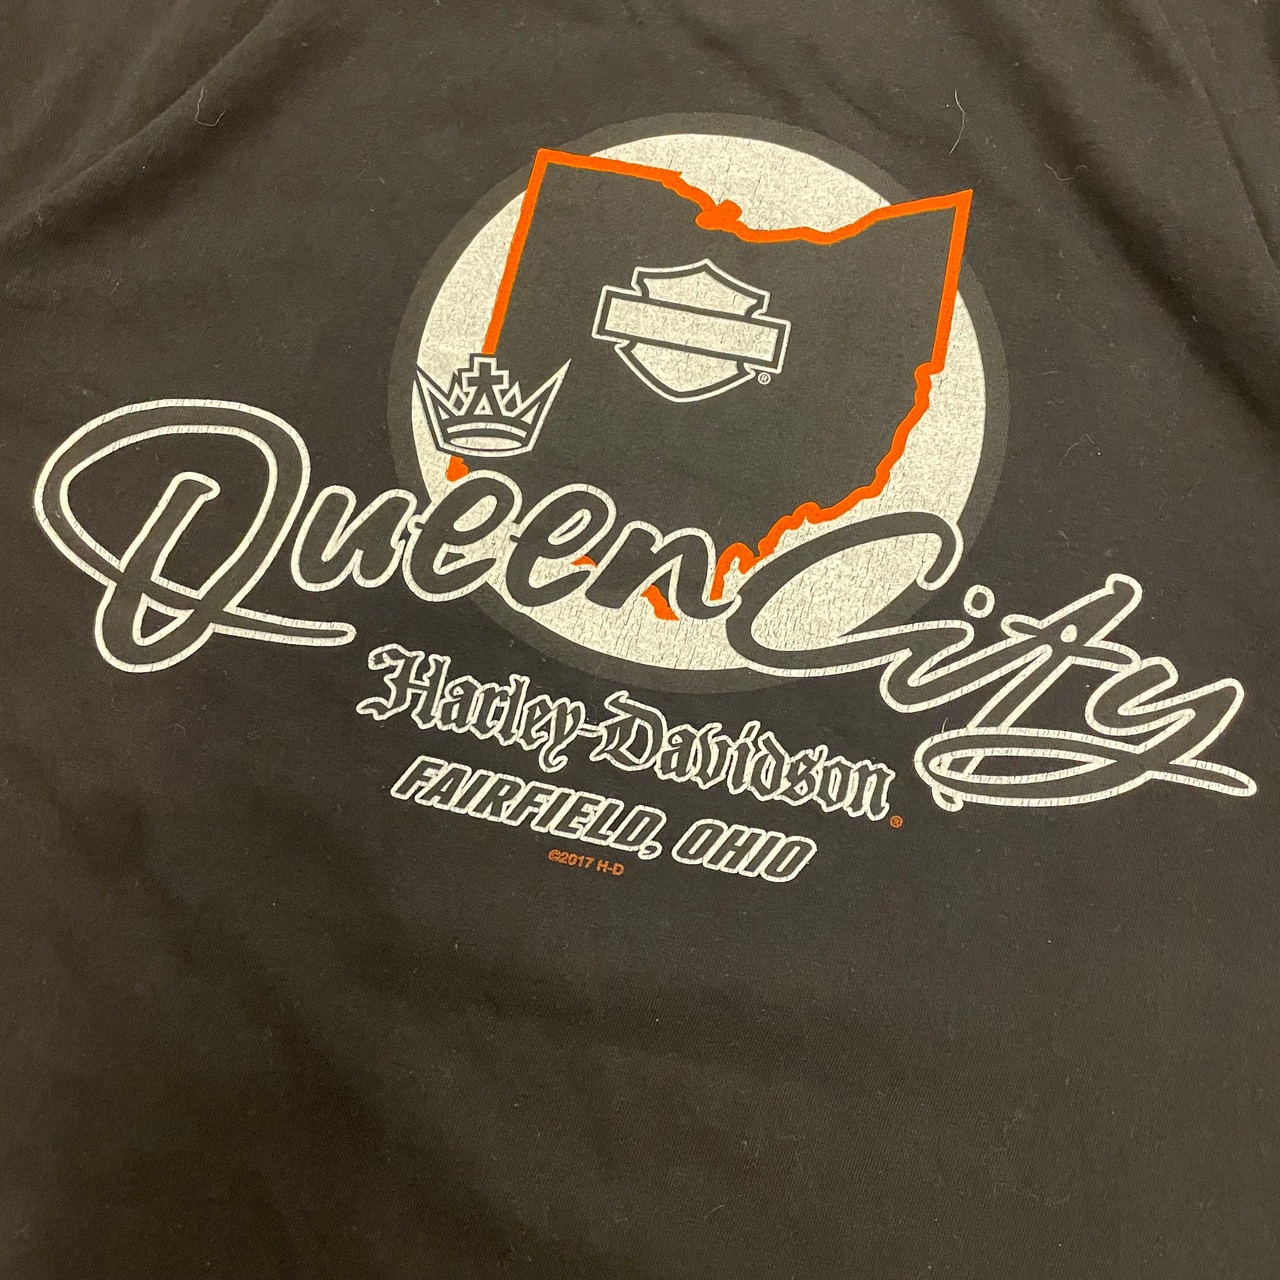 ®
Queen City
Harley-Davidson®
FAIRFIELD, OHIO
©2017 H-D